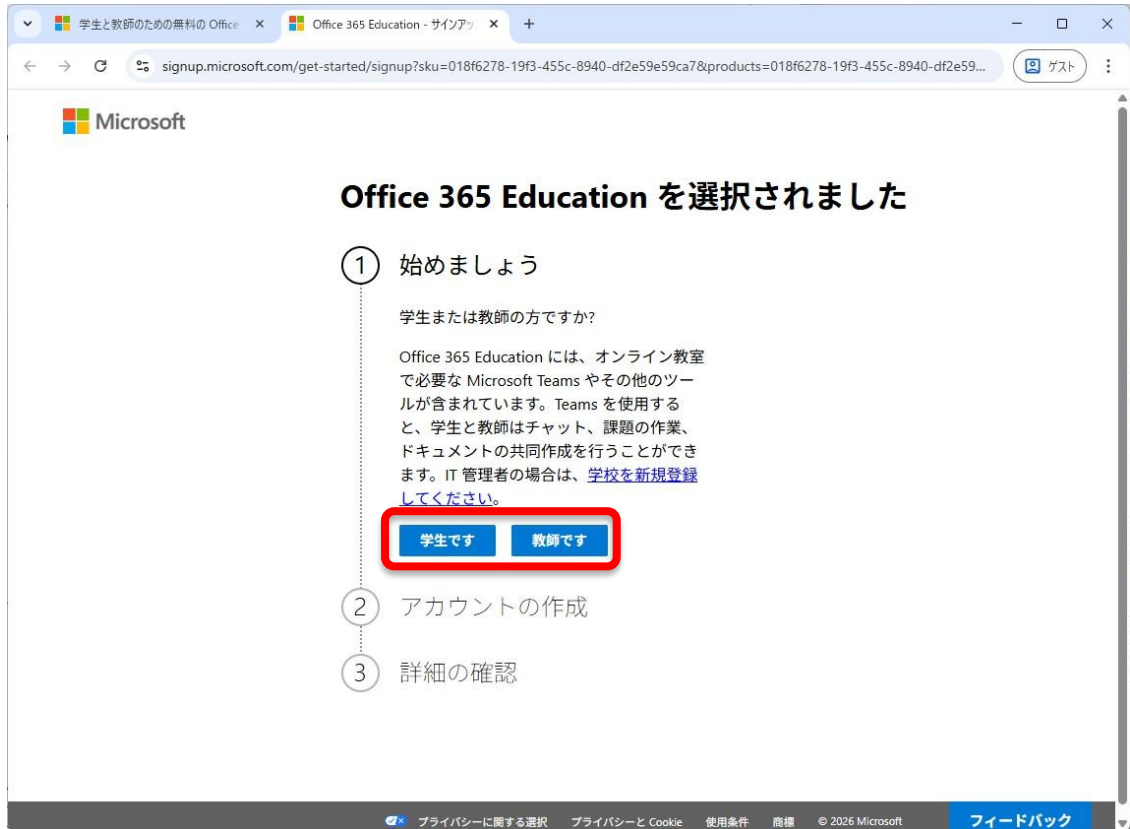 学生と教師のための無料の Office
Office 365 Education - サインアッ
signup.microsoft.com/get-started/signup?sku=018f6278-19f3-455c-8940-df2e59e59ca7&products=018f6278-19f3-455c-8940-df2e59...
ゲスト
Microsoft
Office 365 Education を選択されました
1 始めましょう
学生または教師の方ですか?
Office 365 Education には、オンライン教室
で必要な Microsoft Teams やその他のツー
ルが含まれています。Teams を使用する
と、学生と教師はチャット、課題の作業、
ドキュメントの共同作成を行うことができ
ます。IT 管理者の場合は、学校を新規登録
してください。
学生です 教師です
2 アカウントの作成
3 詳細の確認
プライバシーに関する選択 プライバシーと Cookie 使用条件 商標 © 2026 Microsoft フィードバック